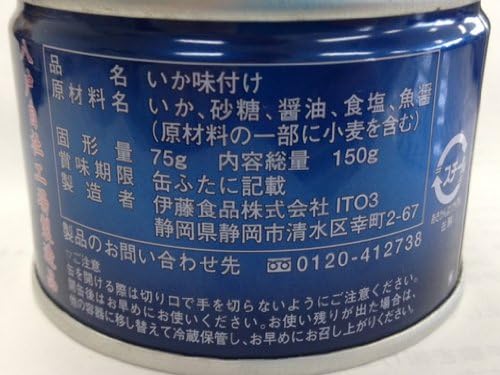 品名 いか味付け
原材料名 いか、砂糖、醤油、食塩、魚醤
(原材料の一部に小麦を含む)
固形量 75g 内容総量 150g
賞味期限 缶ふたに記載
製造者 伊藤食品株式会社 ITO3
静岡県静岡市清水区幸町2-67
製品のお問い合わせ先 0120-412738
▽ご注意
缶を開ける際は切り口で手を切らないようにご注意ください。
開缶後はお早めにお使いください。お使い残りが出た場合は、
他の容器に移し替えて冷蔵保管し、お早めにお召し上がりください。
スチール